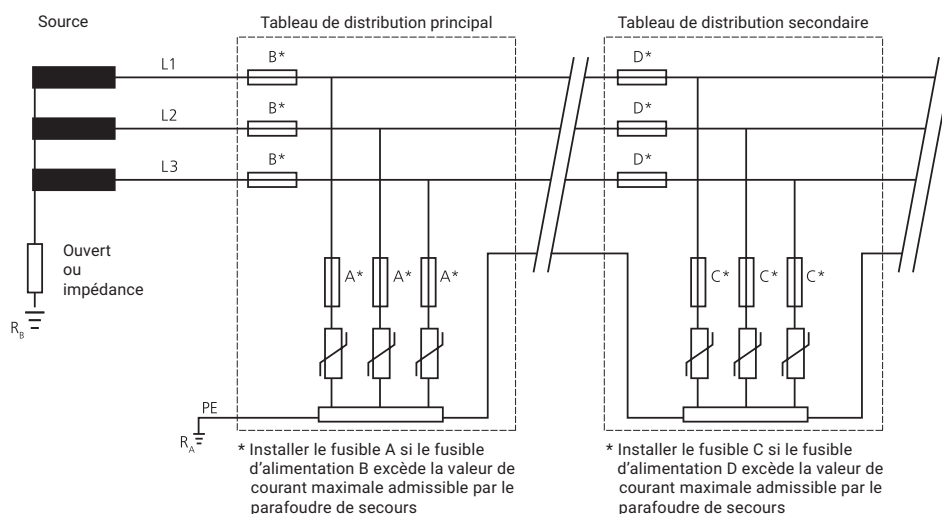 Source
Tableau de distribution principal
Tableau de distribution secondaire
L1
B*
D*
L2
B*
D*
L3
B*
D*
Ouvert
ou
impédance
A*
A*
A*
C*
C*
C*
R_B
PE
R_A
* Installer le fusible A si le fusible
d’alimentation B excède la valeur de
courant maximale admissible par le
parafoudre de secours
* Installer le fusible C si le fusible
d’alimentation D excède la valeur de
courant maximale admissible par le
parafoudre de secours